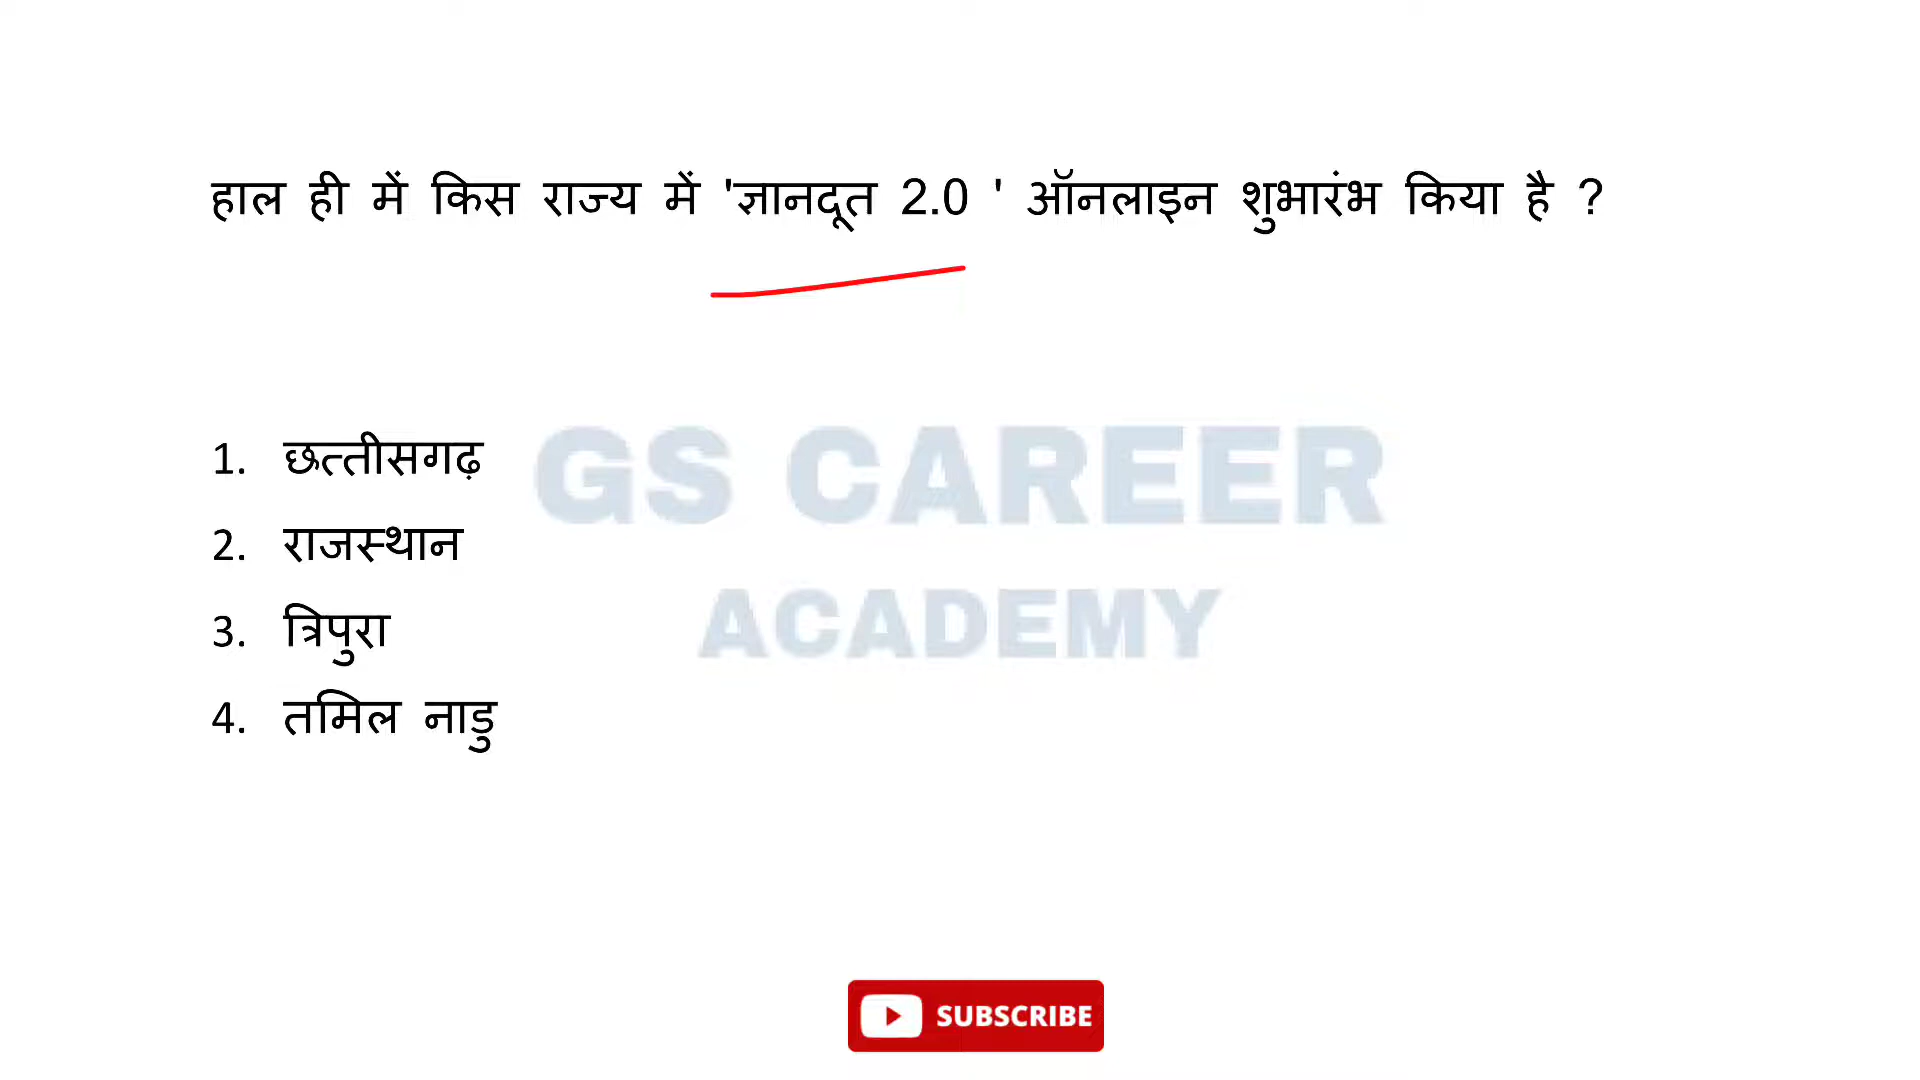 हाल ही में किस राज्य में 'ज्ञानदूत 2.0 ' ऑनलाइन शुभारंभ किया है ?
1. छत्तीसगढ़
2. राजस्थान
3. त्रिपुरा
4. तमिल नाडु
GS CAREER
ACADEMY
SUBSCRIBE